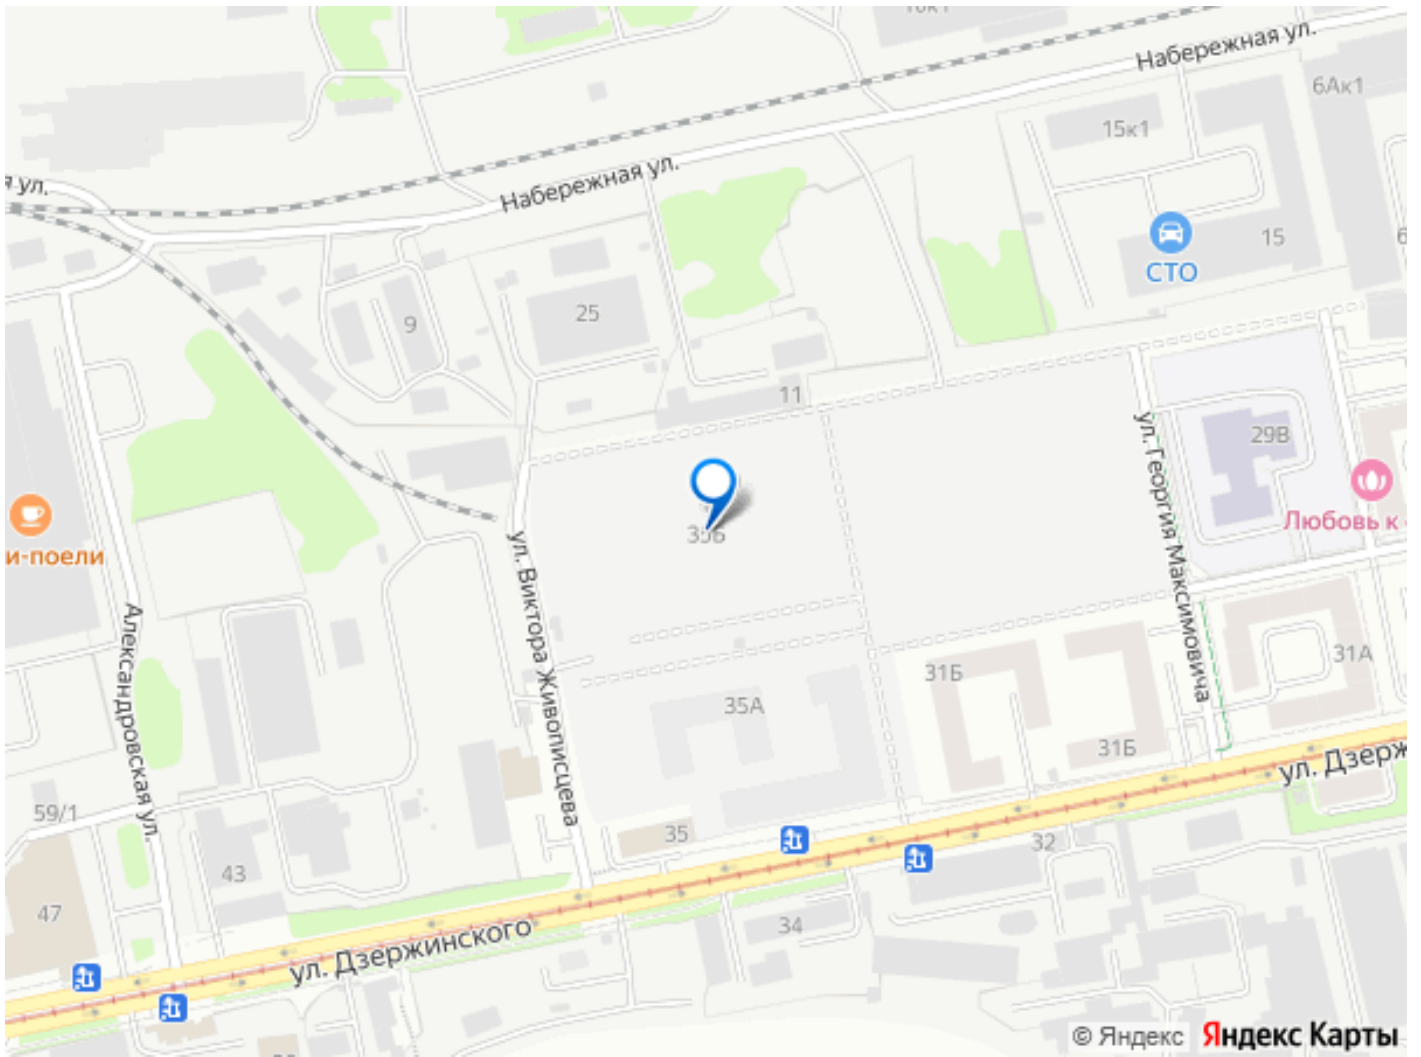 Набережная ул.
6Ак1
15к1
я ул.
Набережная ул.
15
СТО
25
9
11
ул. Георгия Максимовича
29В
35Б
Любовь к
и-поели
ул. Виктора Живописцева
Александровская ул.
31А
31Б
35А
31Б
ул. Дзерж
59/1
35
32
43
47
34
ул. Дзержинского
© Яндекс
Яндекс Карты